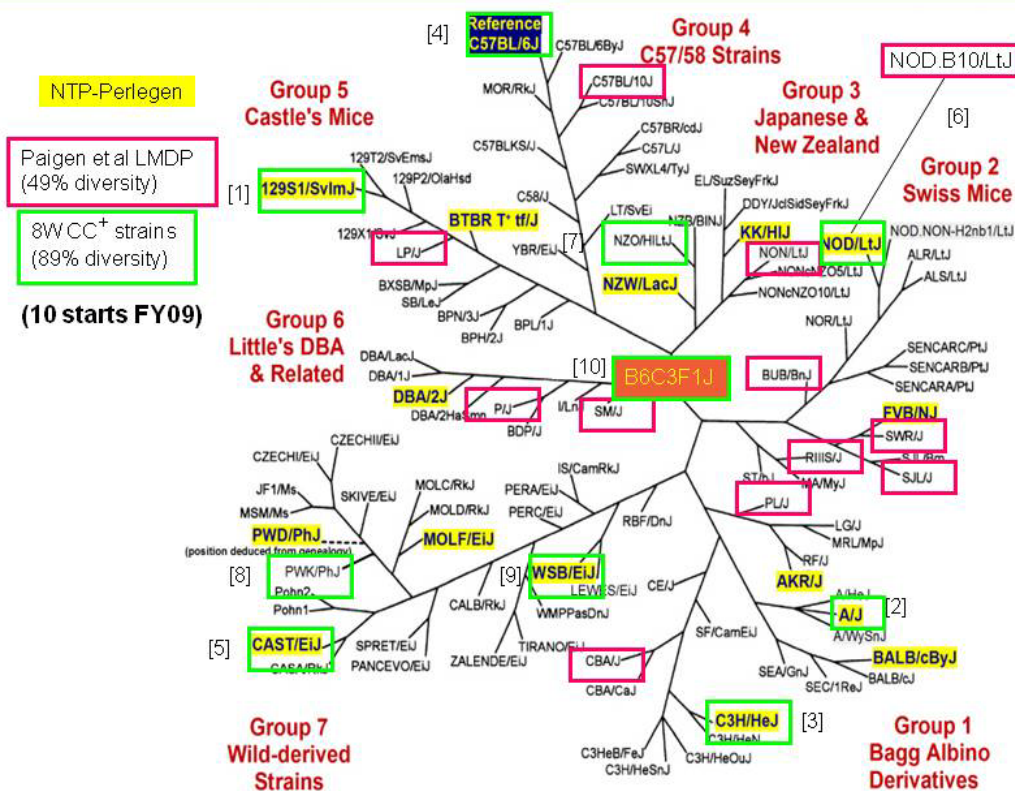 [4]
Reference
C57BL/6J
C57BL/6ByJ
Group 4
C57/58 Strains
NOD.B10/LtJ
[6]
NTP-Perlegen
Paigen et al LMDP
(49% diversity)
8WCC+ strains
(89% diversity)
(10 starts FY09)
Group 5
Castle's Mice
MOR/RkJ
C57BL/10J
C57BL/10SnJ
Group 3
Japanese &
New Zealand
Group 2
Swiss Mice
C57BLKS/J
C57BR/cdJ
C57L/J
SWXL4/TyJ
129T2/SvEmsJ
129P2/OlaHsd
[1]
129S1/SvImJ
129X1/SvJ
LP/J
BTBR T+ tf/J
C58/J
YBR/EiJ
LT/SvEi
[7]
NZO/HILtJ
NZB/BINJ
EL/SuzSeyFrkJ
DDY/JclSidSeyFrkJ
KK/HIJ
NON/LtJ
NONcNZO5/LtJ
NONcNZO10/LtJ
NZW/LacJ
NOD/LtJ
NOD.NON-H2nb1/LtJ
ALR/LtJ
ALS/LtJ
NOR/LtJ
BXSB/MpJ
SB/LeJ
BPN/3J
BPH/2J
BPL/1J
Group 6
Little's DBA
& Related
DBA/LacJ
DBA/1J
DBA/2J
DBA/2HaSmn
P/J
BDP/J
I/LnJ
SM/J
[10]
B6C3F1J
BUB/BnJ
SENCARC/PtJ
SENCARB/PtJ
SENCARA/PtJ
FVB/NJ
SWR/J
SJL/Bm
SJL/J
RIIIS/J
MA/MyJ
ST/bJ
PL/J
LG/J
MRL/MpJ
RF/J
AKR/J
CZECHII/EiJ
CZECHI/EiJ
JF1/Ms
MSM/Ms
SKIVE/EiJ
MOLC/RkJ
MOLD/RkJ
MOLF/EiJ
PERA/EiJ
PERC/EiJ
IS/CamRkJ
RBF/DnJ
PWD/PhJ
(position deduced from genealogy)
[8]
PWK/PhJ
Pohn2
Pohn1
[9]
WSB/EiJ
LEWES/EiJ
WMPPasDnJ
CALB/RkJ
TIRANO/EiJ
ZALENDE/EiJ
SPRET/EiJ
PANCEVO/EiJ
[5]
CAST/EiJ
CASA/RkJ
CE/J
SF/CamEiJ
CBA/J
CBA/CaJ
A/HeJ
A/J
[2]
A/WySnJ
BALB/cByJ
BALB/cJ
SEA/GnJ
SEC/1ReJ
C3H/HeJ
[3]
C3H/HeN
C3H/HeOuJ
C3HeB/FeJ
C3H/HeSnJ
Group 7
Wild-derived
Strains
Group 1
Bagg Albino
Derivatives